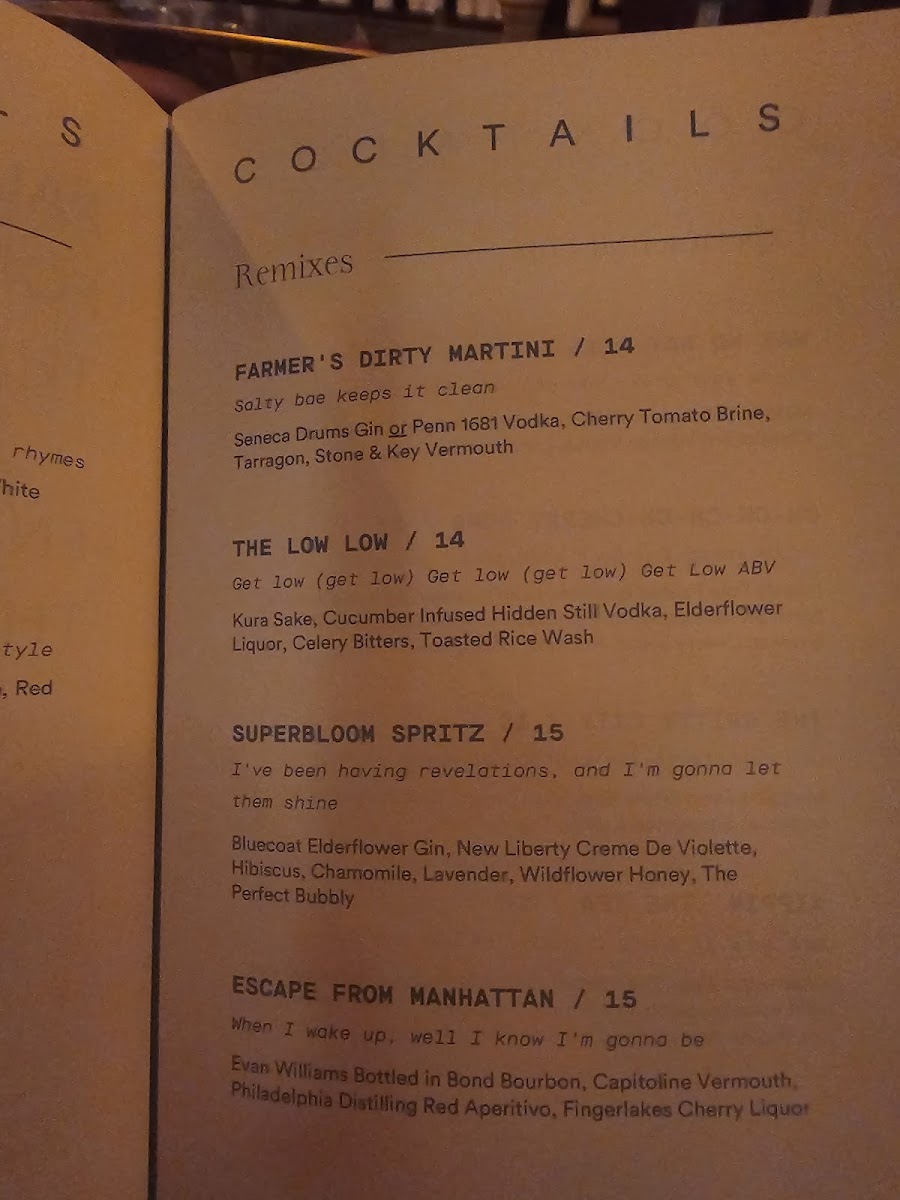 S
rhymes
hite
tyle
, Red
COCKTAILS
Remixes
FARMER'S DIRTY MARTINI / 14
Salty bae keeps it clean
Seneca Drums Gin or Penn 1681 Vodka, Cherry Tomato Brine,
Tarragon, Stone & Key Vermouth
THE LOW LOW / 14
Get low (get low) Get low (get low) Get Low ABV
Kura Sake, Cucumber Infused Hidden Still Vodka, Elderflower
Liquor, Celery Bitters, Toasted Rice Wash
SUPERBLOOM SPRITZ / 15
I've been having revelations, and I'm gonna let
them shine
Bluecoat Elderflower Gin, New Liberty Creme De Violette,
Hibiscus, Chamomile, Lavender, Wildflower Honey, The
Perfect Bubbly
ESCAPE FROM MANHATTAN / 15
When I wake up, well I know I'm gonna be
Evan Williams Bottled in Bond Bourbon, Capitoline Vermouth,
Philadelphia Distilling Red Aperitivo, Fingerlakes Cherry Liquor